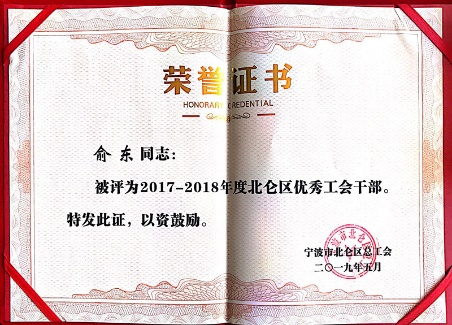 荣誉证书
HONORARY CREDENTIAL
俞东同志：
被评为2017-2018年度北仑区优秀工会干部。
特发此证，以资鼓励。
宁波市北仑区总工会
二〇一九年五月